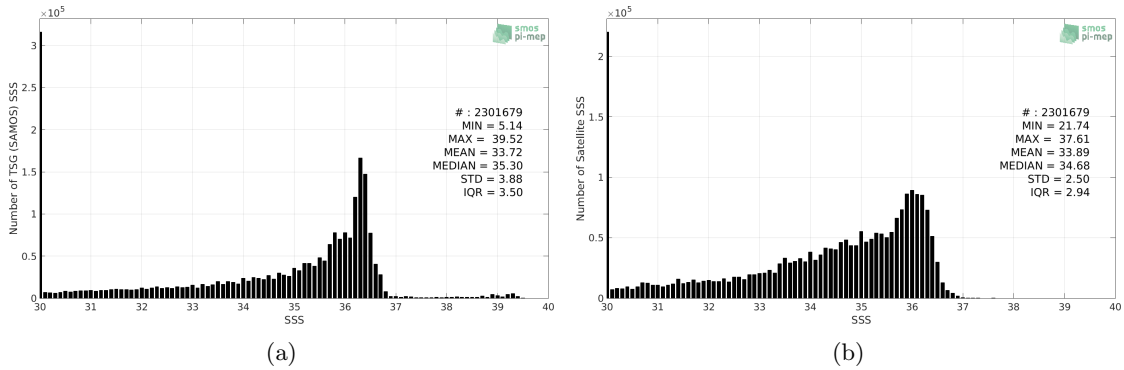 ×10^5
3
2.5
2
1.5
1
0.5
0
Number of TSG (SAMOS) SSS
smos
pi-mep
# : 2301679
MIN = 5.14
MAX = 39.52
MEAN = 33.72
MEDIAN = 35.30
STD = 3.88
IQR = 3.50
30 31 32 33 34 35 36 37 38 39 40
SSS
(a)
×10^5
2
1.5
1
0.5
0
Number of Satellite SSS
smos
pi-mep
# : 2301679
MIN = 21.74
MAX = 37.61
MEAN = 33.89
MEDIAN = 34.68
STD = 2.50
IQR = 2.94
30 31 32 33 34 35 36 37 38 39 40
SSS
(b)